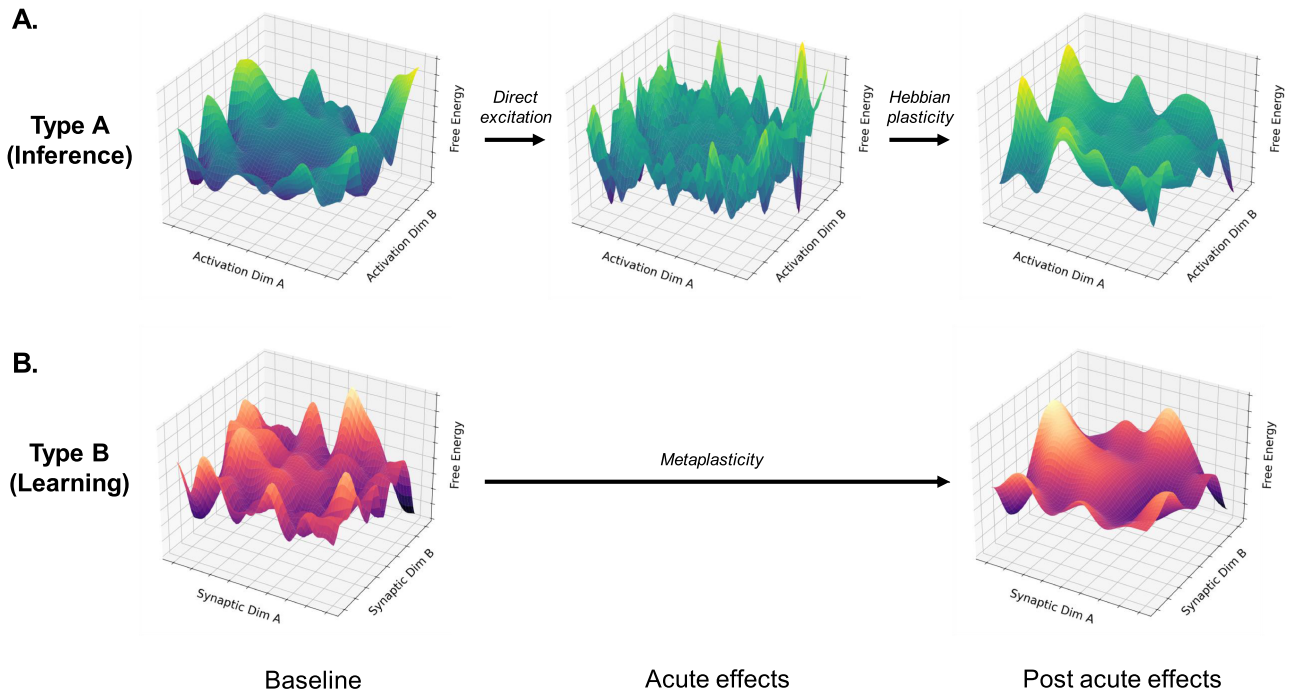 A.
Type A
(Inference)
Free Energy
Activation Dim A
Activation Dim B
Direct
excitation
Free Energy
Activation Dim A
Activation Dim B
Hebbian
plasticity
Free Energy
Activation Dim A
Activation Dim B
B.
Type B
(Learning)
Free Energy
Synaptic Dim A
Synaptic Dim B
Metaplasticity
Free Energy
Synaptic Dim A
Synaptic Dim B
Baseline
Acute effects
Post acute effects